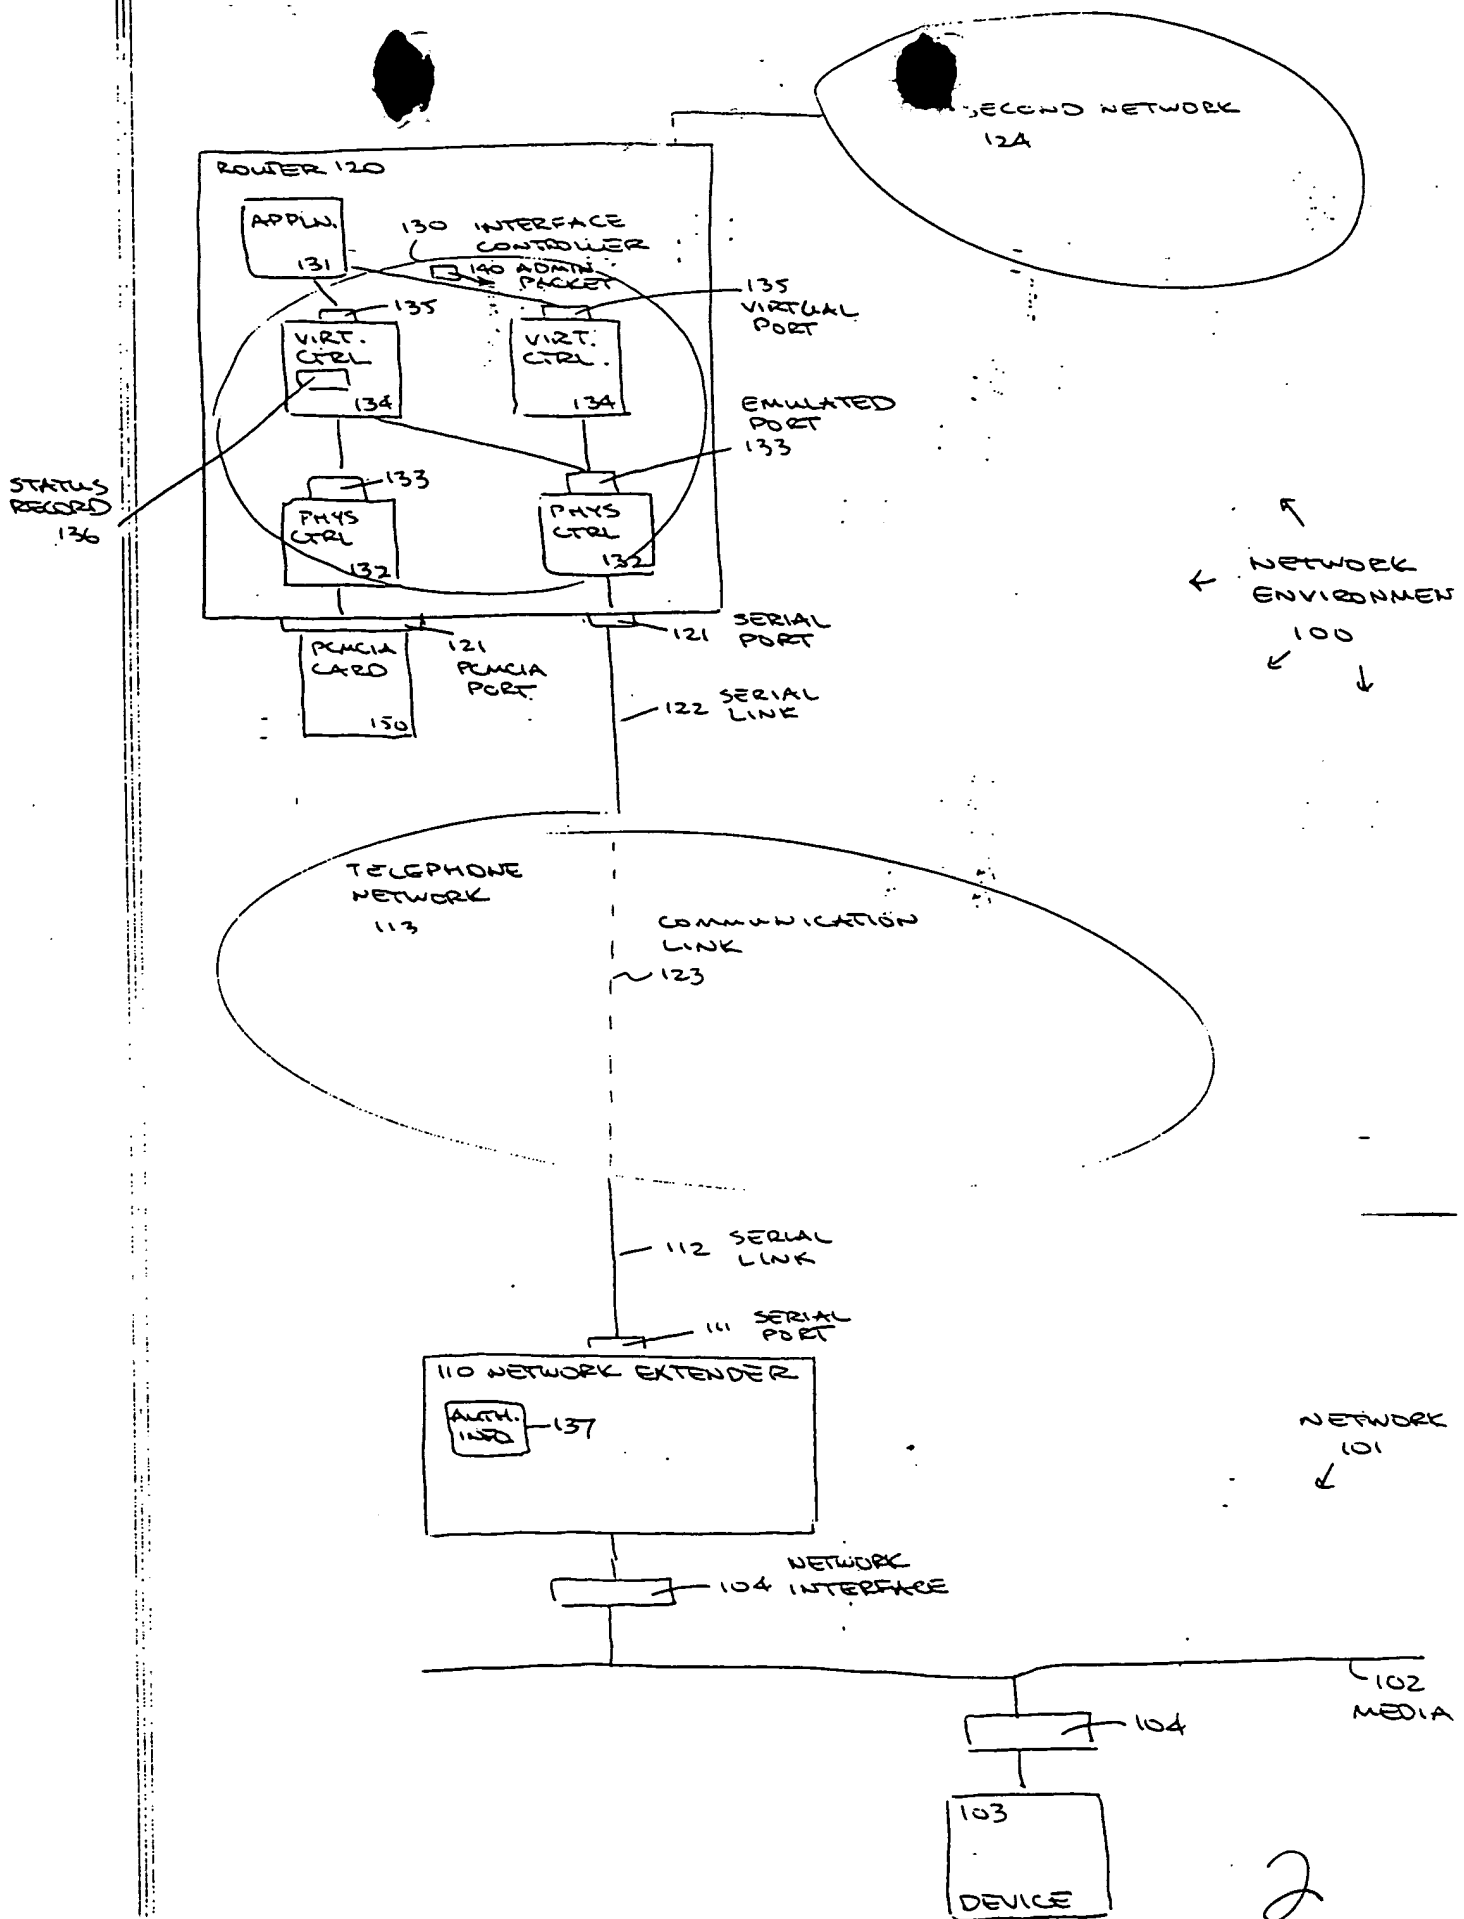 SECOND NETWORK
124
ROUTER 120
APPLN.
131
130 INTERFACE
CONTROLLER
140 ADMIN
PACKET
135
135
VIRTUAL
PORT
VIRT.
CTRL
134
VIRT.
CTRL.
134
EMULATED
PORT
133
STATUS
RECORD
136
133
PHYS
CTRL
132
PHYS
CTRL
132
NETWORK
ENVIRONMEN
100
121
PCMCIA
PORT
121
SERIAL
PORT
PCMCIA
CARD
150
122 SERIAL
LINK
TELEPHONE
NETWORK
113
COMMUNICATION
LINK
123
112 SERIAL
LINK
111 SERIAL
PORT
110 NETWORK EXTENDER
AUTH.
INFO
137
NETWORK
101
104 NETWORK
INTERFACE
102
MEDIA
104
103
DEVICE
2